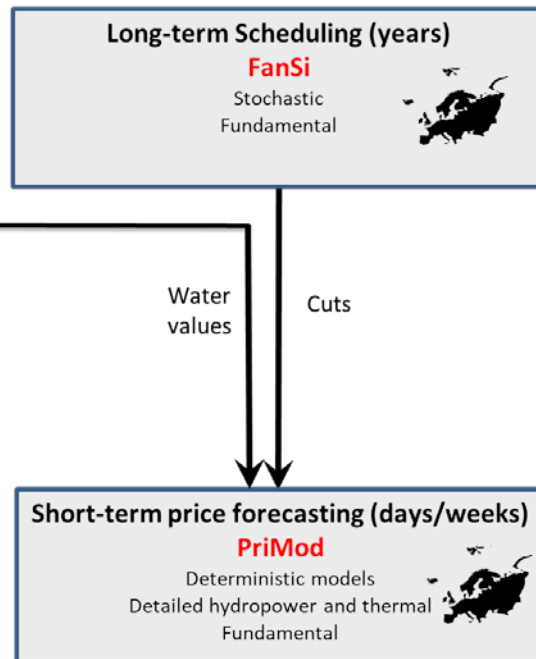 Long-term Scheduling (years)
FanSi
Stochastic
Fundamental
Water
values
Cuts
Short-term price forecasting (days/weeks)
PriMod
Deterministic models
Detailed hydropower and thermal
Fundamental